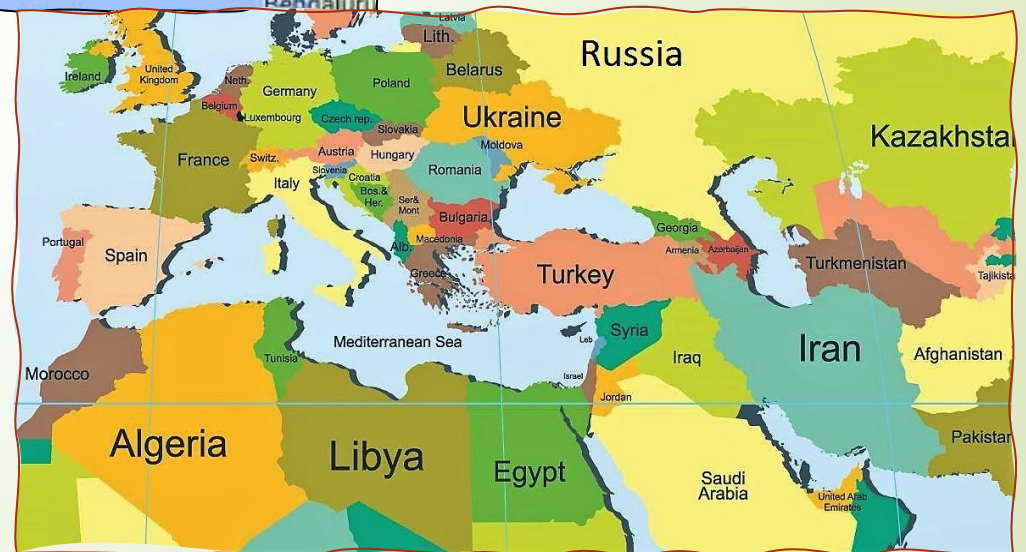 Bengaluru
Latvia
Lith.
Russia
Ireland
United
Kingdom
Neth.
Belarus
Poland
Germany
Belgium
Luxembourg
Ukraine
Czech rep.
Slovakia
Kazakhsta
Moldova
Austria
Hungary
France
Switz.
Slovenia
Romania
Croatia
Italy
Bos.&
Her.
Ser&
Mont
Bulgaria
Georgia
Portugal
Spain
Alb.
Macedonia
Armenia
Azerbaijan
Turkmenistan
Greece
Turkey
Tajikista
Syria
Mediterranean Sea
Leb
Iran
Afghanistan
Tunisia
Iraq
Morocco
Israel
Jordan
Pakistan
Algeria
Libya
Egypt
Saudi
Arabia
United Arab
Emirates